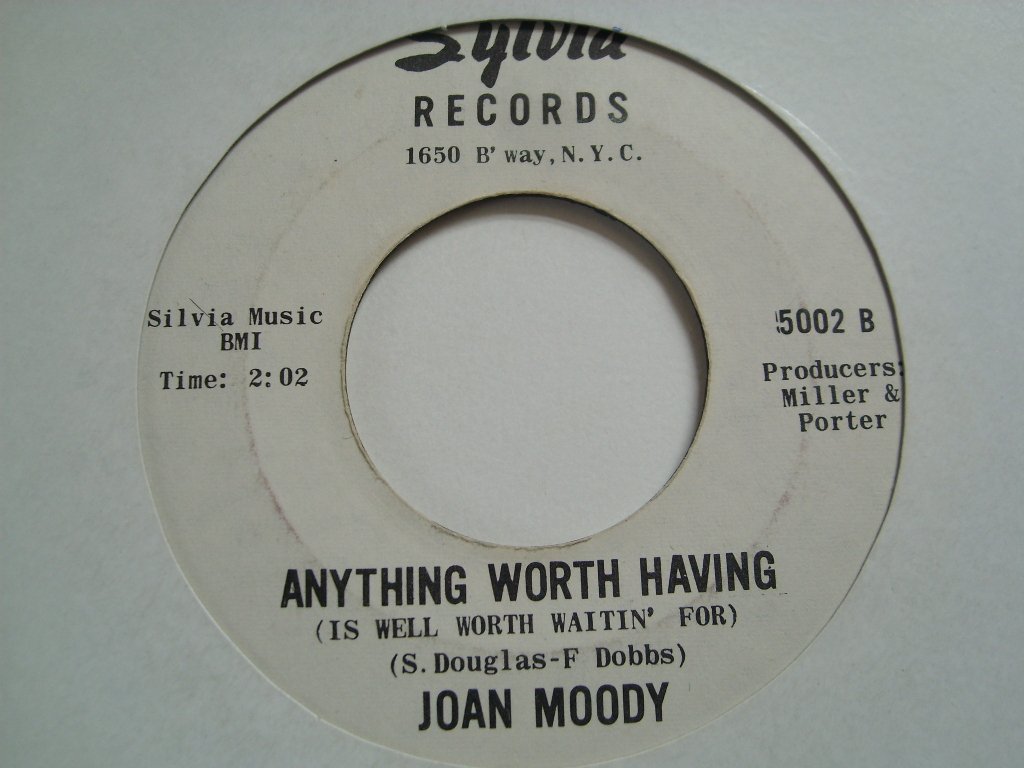 Sylvia
RECORDS
1650 B'way, N.Y.C.
Silvia Music
BMI
Time: 2:02
5002 B
Producers:
Miller &
Porter
ANYTHING WORTH HAVING
(IS WELL WORTH WAITIN' FOR)
(S. Douglas-F Dobbs)
JOAN MOODY